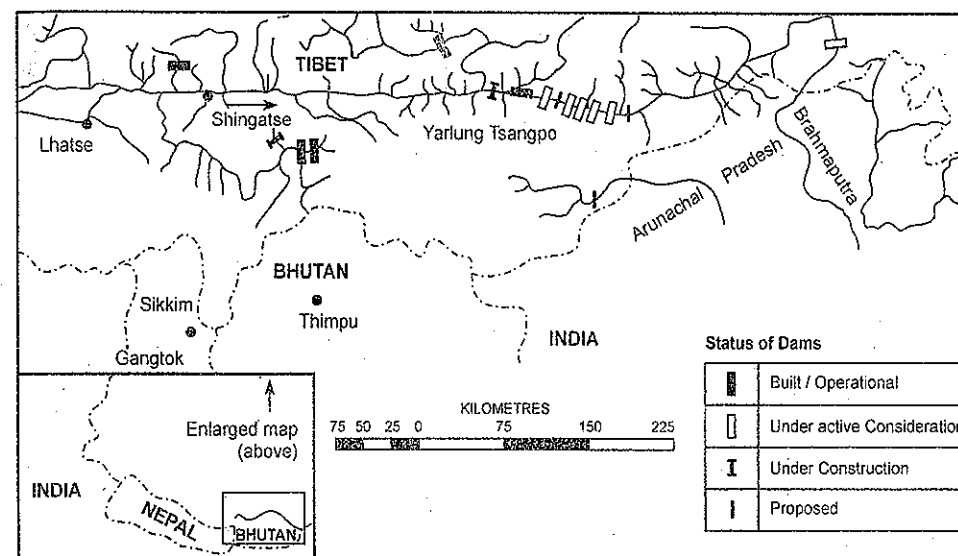 TIBET
Shingatse
Lhatse
Yarlung Tsangpo
Arunachal Pradesh
Brahmaputra
BHUTAN
Sikkim
Thimpu
Gangtok
INDIA
Status of Dams
Built / Operational
Under active Consideration
Under Construction
Proposed
KILOMETRES
75 50 25 0 75 150 225
Enlarged map
(above)
INDIA
NEPAL
BHUTAN